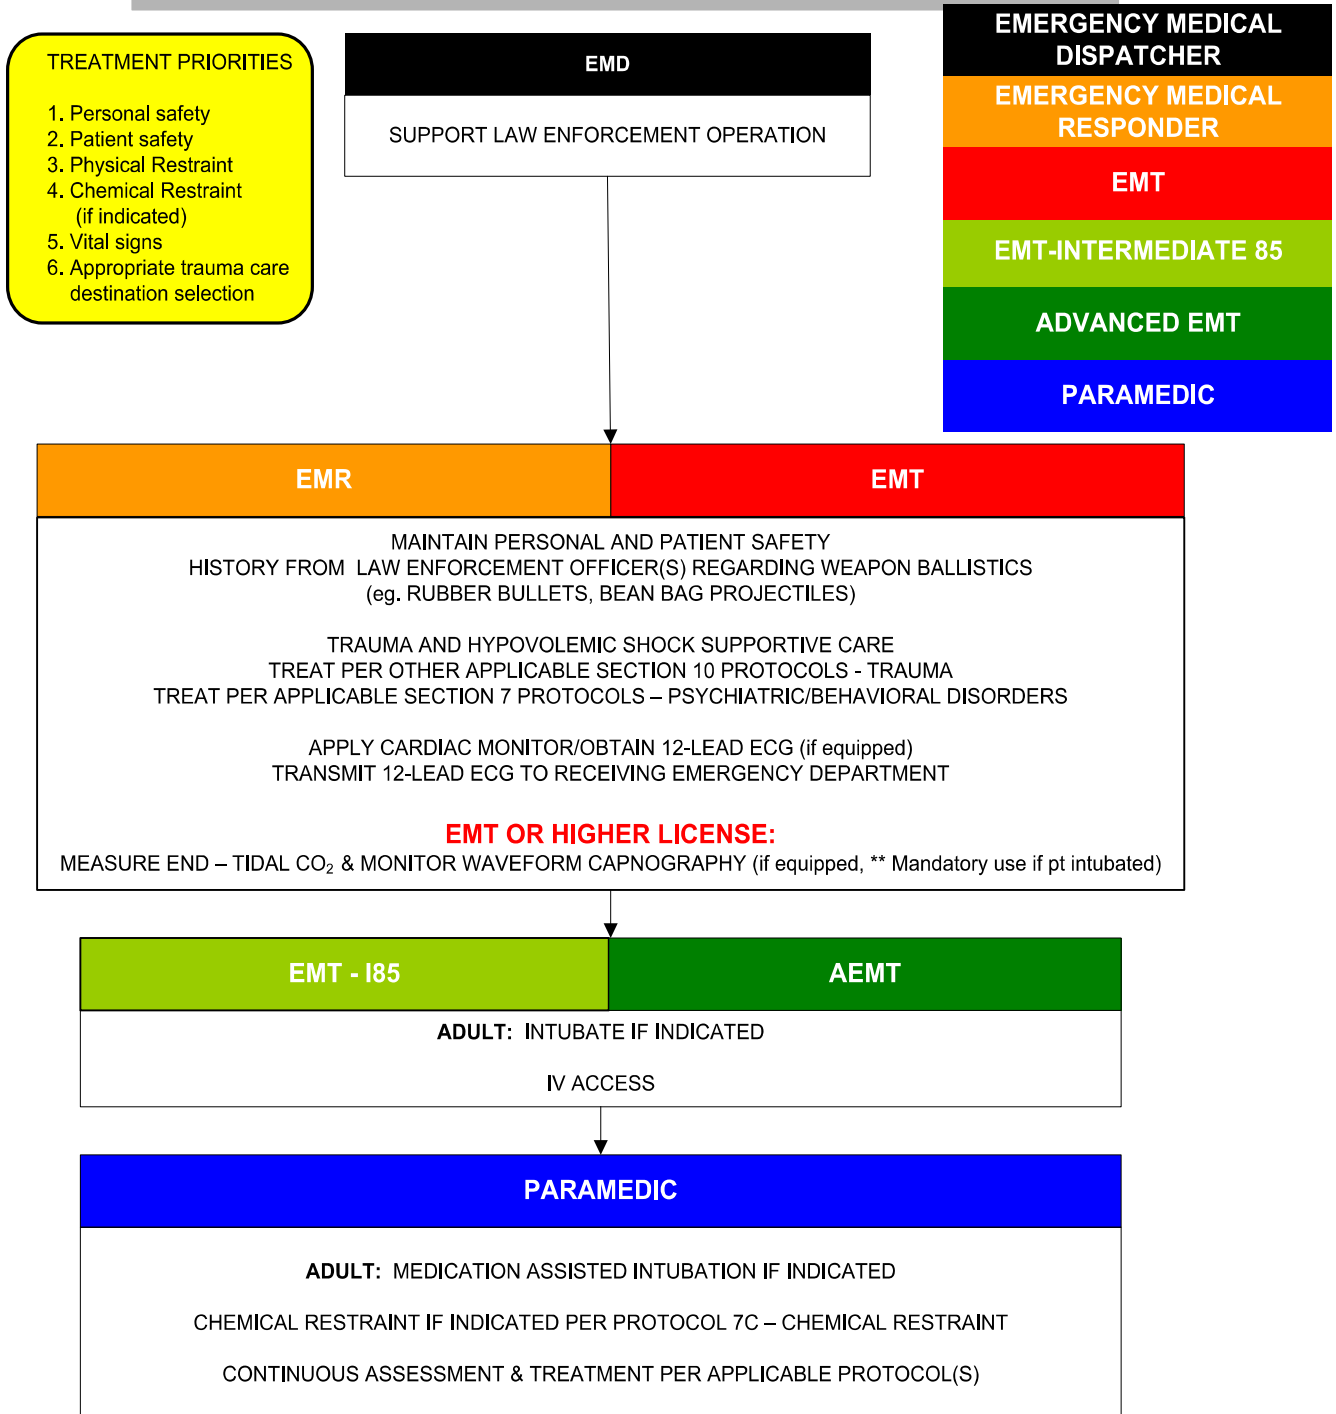 TREATMENT PRIORITIES
1. Personal safety
2. Patient safety
3. Physical Restraint
4. Chemical Restraint
(if indicated)
5. Vital signs
6. Appropriate trauma care
destination selection
EMD
SUPPORT LAW ENFORCEMENT OPERATION
EMERGENCY MEDICAL
DISPATCHER
EMERGENCY MEDICAL
RESPONDER
EMT
EMT-INTERMEDIATE 85
ADVANCED EMT
PARAMEDIC
EMR
EMT
MAINTAIN PERSONAL AND PATIENT SAFETY
HISTORY FROM LAW ENFORCEMENT OFFICER(S) REGARDING WEAPON BALLISTICS
(eg. RUBBER BULLETS, BEAN BAG PROJECTILES)
TRAUMA AND HYPOVOLEMIC SHOCK SUPPORTIVE CARE
TREAT PER OTHER APPLICABLE SECTION 10 PROTOCOLS - TRAUMA
TREAT PER APPLICABLE SECTION 7 PROTOCOLS – PSYCHIATRIC/BEHAVIORAL DISORDERS
APPLY CARDIAC MONITOR/OBTAIN 12-LEAD ECG (if equipped)
TRANSMIT 12-LEAD ECG TO RECEIVING EMERGENCY DEPARTMENT
EMT OR HIGHER LICENSE:
MEASURE END – TIDAL CO₂ & MONITOR WAVEFORM CAPNOGRAPHY (if equipped, ** Mandatory use if pt intubated)
EMT - I85
AEMT
ADULT: INTUBATE IF INDICATED
IV ACCESS
PARAMEDIC
ADULT: MEDICATION ASSISTED INTUBATION IF INDICATED
CHEMICAL RESTRAINT IF INDICATED PER PROTOCOL 7C – CHEMICAL RESTRAINT
CONTINUOUS ASSESSMENT & TREATMENT PER APPLICABLE PROTOCOL(S)